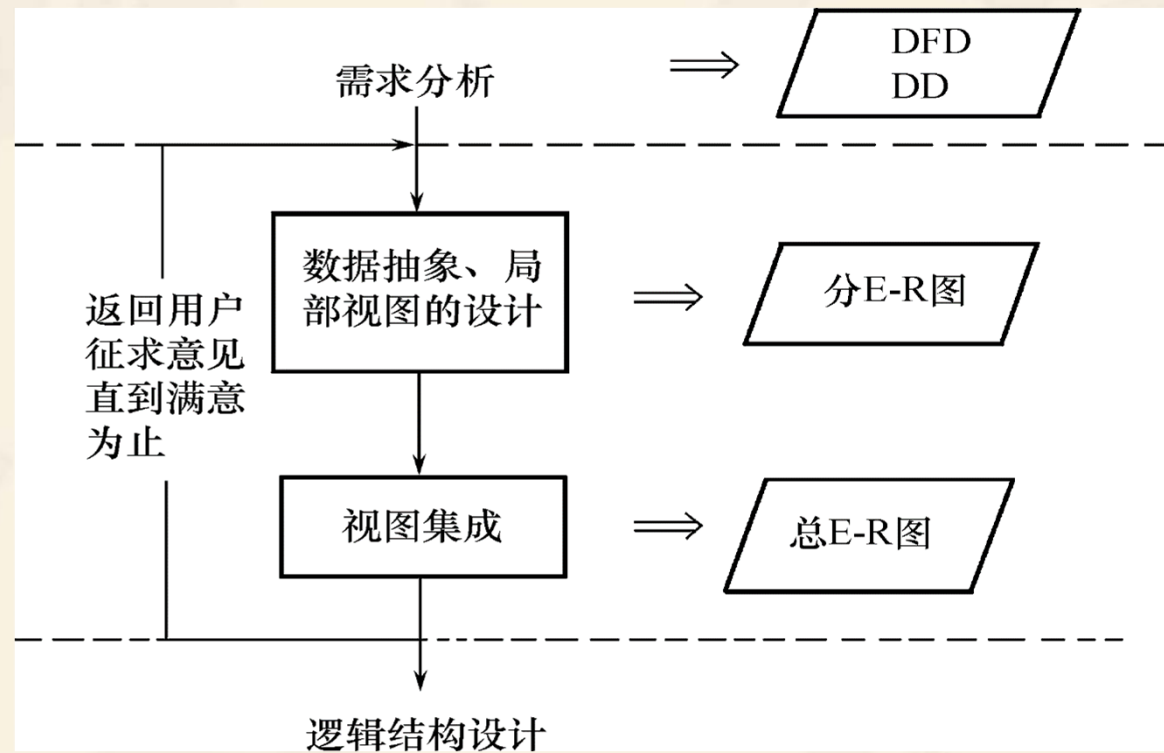 需求分析
DFD
DD
数据抽象、局
部视图的设计
分E-R图
返回用户
征求意见
直到满意
为止
视图集成
总E-R图
逻辑结构设计